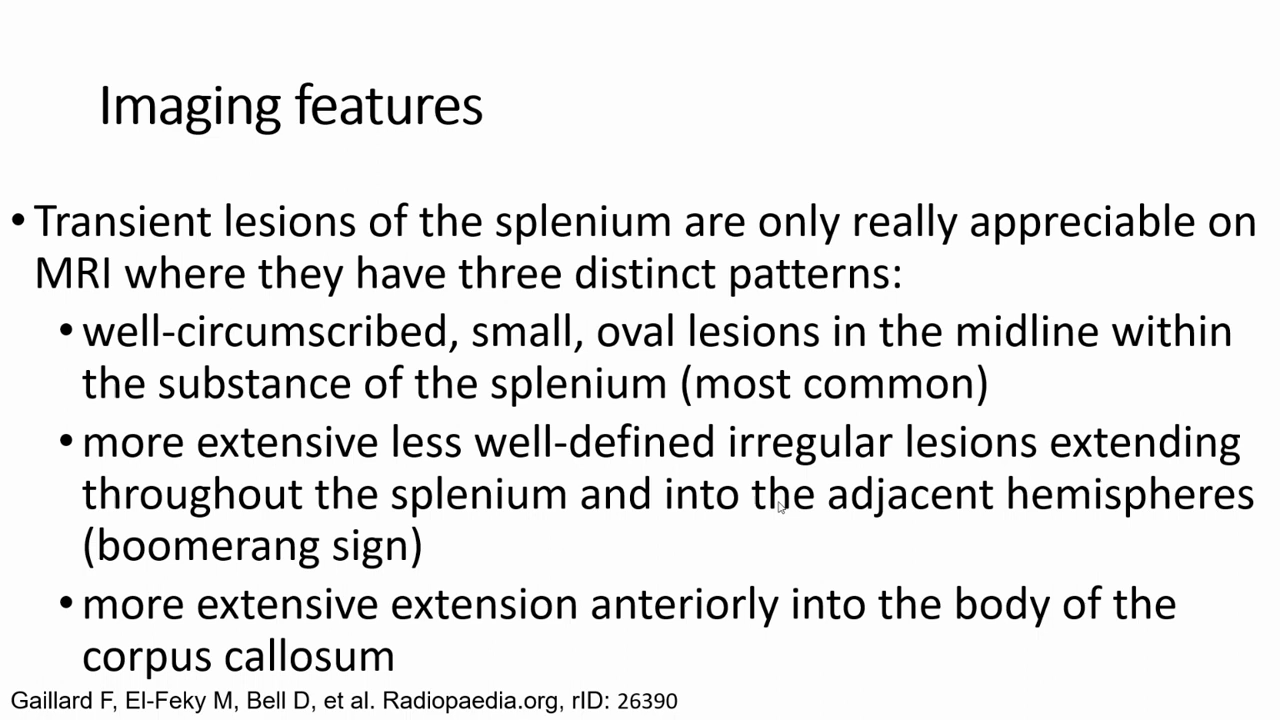 Imaging features
• Transient lesions of the splenium are only really appreciable on
MRI where they have three distinct patterns:
• well-circumscribed, small, oval lesions in the midline within
the substance of the splenium (most common)
• more extensive less well-defined irregular lesions extending
throughout the splenium and into the adjacent hemispheres
(boomerang sign)
• more extensive extension anteriorly into the body of the
corpus callosum
Gaillard F, El-Feky M, Bell D, et al. Radiopaedia.org, rID: 26390